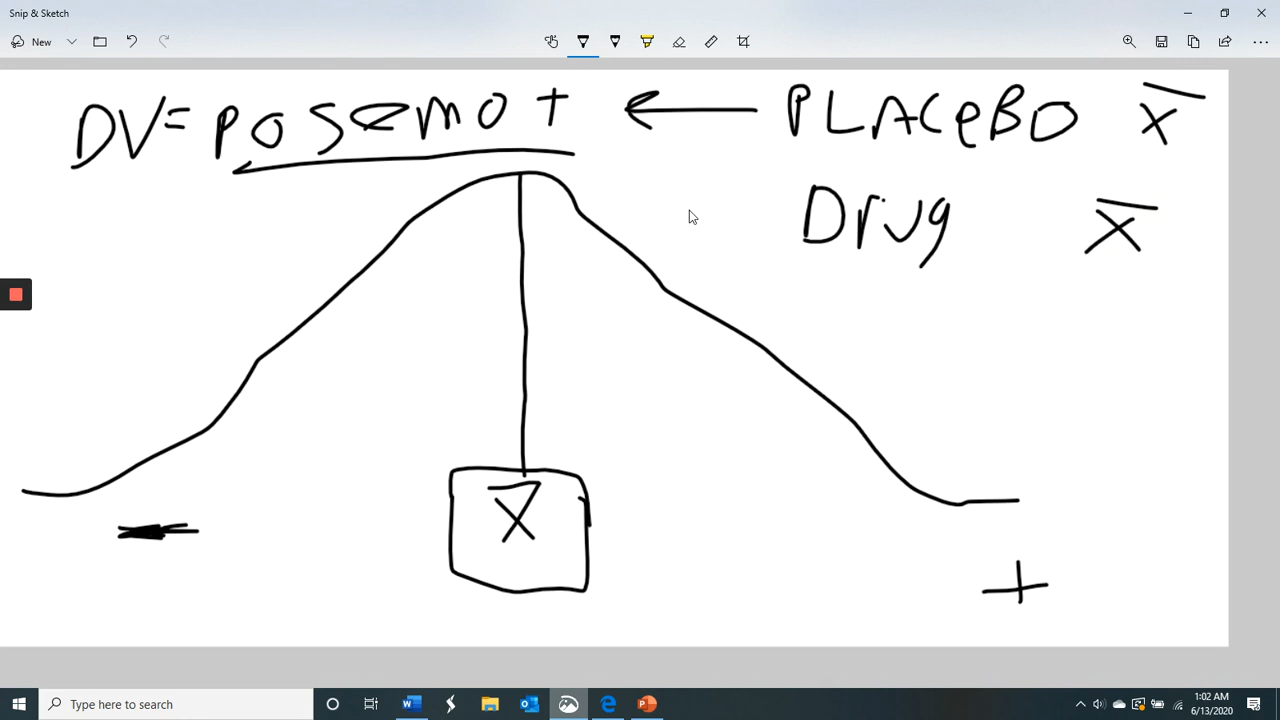 Snip & Sketch
New
DV= POSEMOT ← PLACeBO X̄
Drug X̄
X̄
+
Type here to search
1:02 AM
6/13/2020